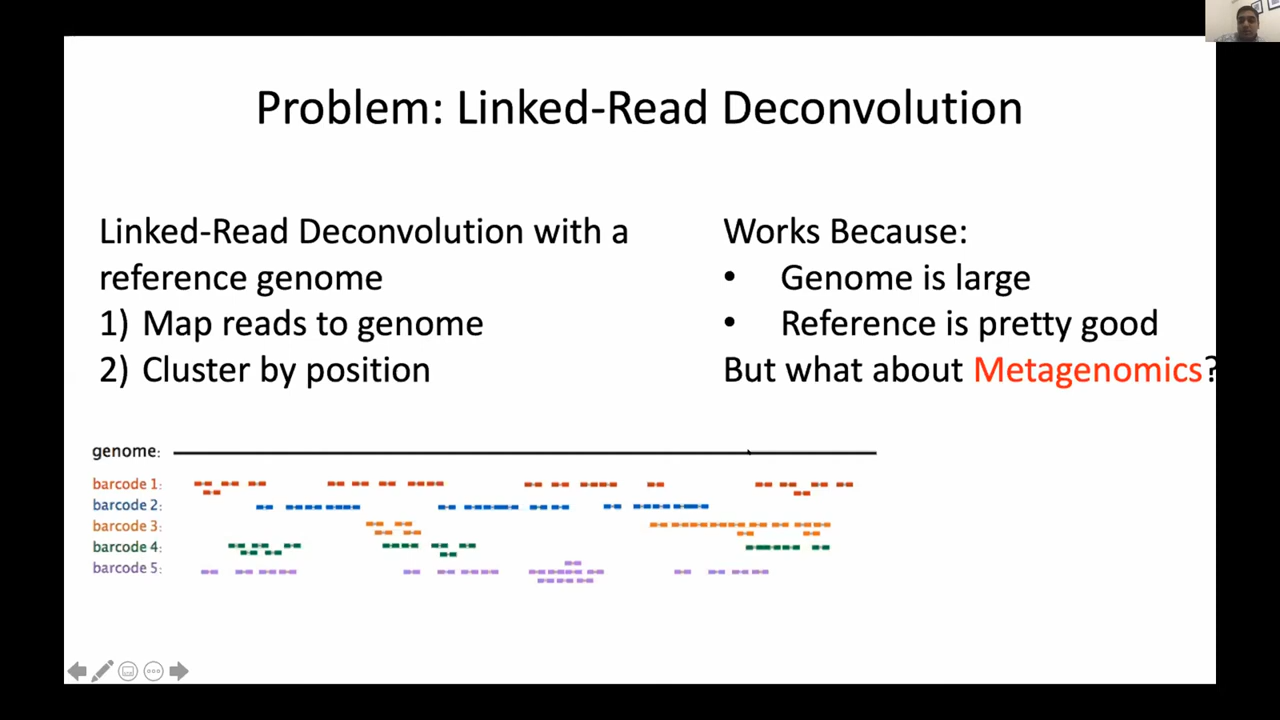 Problem: Linked-Read Deconvolution
Linked-Read Deconvolution with a
reference genome
1) Map reads to genome
2) Cluster by position
Works Because:
• Genome is large
• Reference is pretty good
But what about Metagenomics?
genome:
barcode 1:
barcode 2:
barcode 3:
barcode 4:
barcode 5: